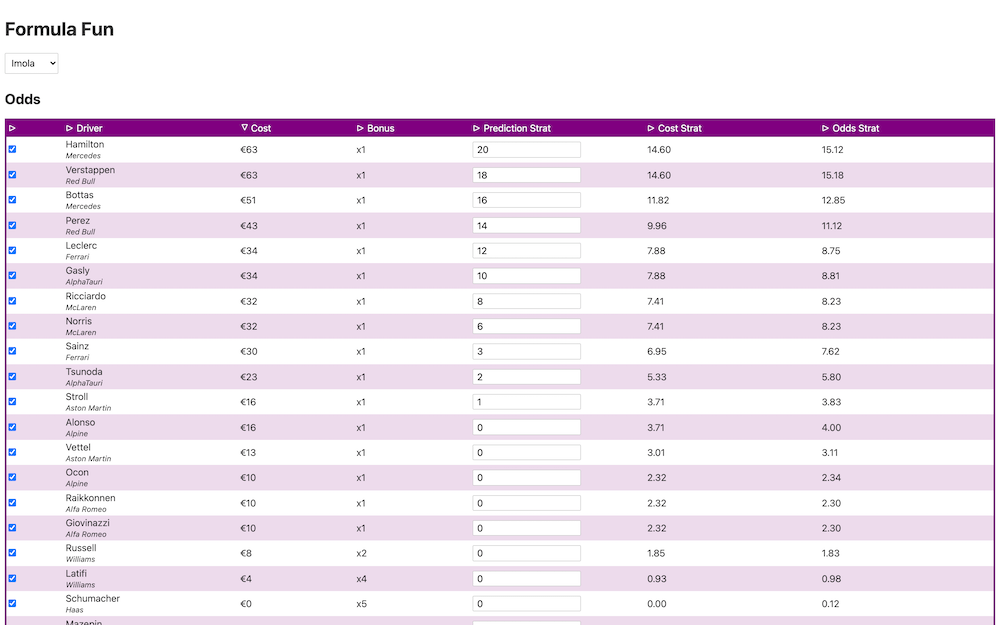 Formula Fun
Imola
Odds
Driver Cost Bonus Prediction Strat Cost Strat Odds Strat
Hamilton
Mercedes €63 x1 20 14.60 15.12
Verstappen
Red Bull €63 x1 18 14.60 15.18
Bottas
Mercedes €51 x1 16 11.82 12.85
Perez
Red Bull €43 x1 14 9.96 11.12
Leclerc
Ferrari €34 x1 12 7.88 8.75
Gasly
AlphaTauri €34 x1 10 7.88 8.81
Ricciardo
McLaren €32 x1 8 7.41 8.23
Norris
McLaren €32 x1 6 7.41 8.23
Sainz
Ferrari €30 x1 3 6.95 7.62
Tsunoda
AlphaTauri €23 x1 2 5.33 5.80
Stroll
Aston Martin €16 x1 1 3.71 3.83
Alonso
Alpine €16 x1 0 3.71 4.00
Vettel
Aston Martin €13 x1 0 3.01 3.11
Ocon
Alpine €10 x1 0 2.32 2.34
Raikkonen
Alfa Romeo €10 x1 0 2.32 2.30
Giovinazzi
Alfa Romeo €10 x1 0 2.32 2.30
Russell
Williams €8 x2 0 1.85 1.83
Latifi
Williams €4 x4 0 0.93 0.98
Schumacher
Haas €0 x5 0 0.00 0.12
Mazepin